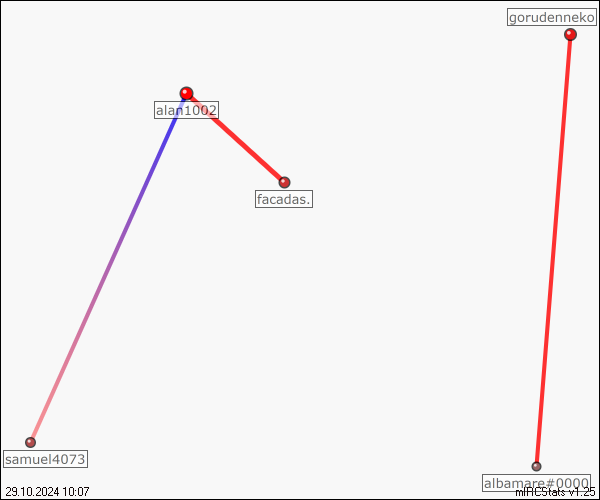 gorudenneko
alan1002
facadas.
samuel4073
albamare#0000
29.10.2024 10:07
mIRCStats v1.25